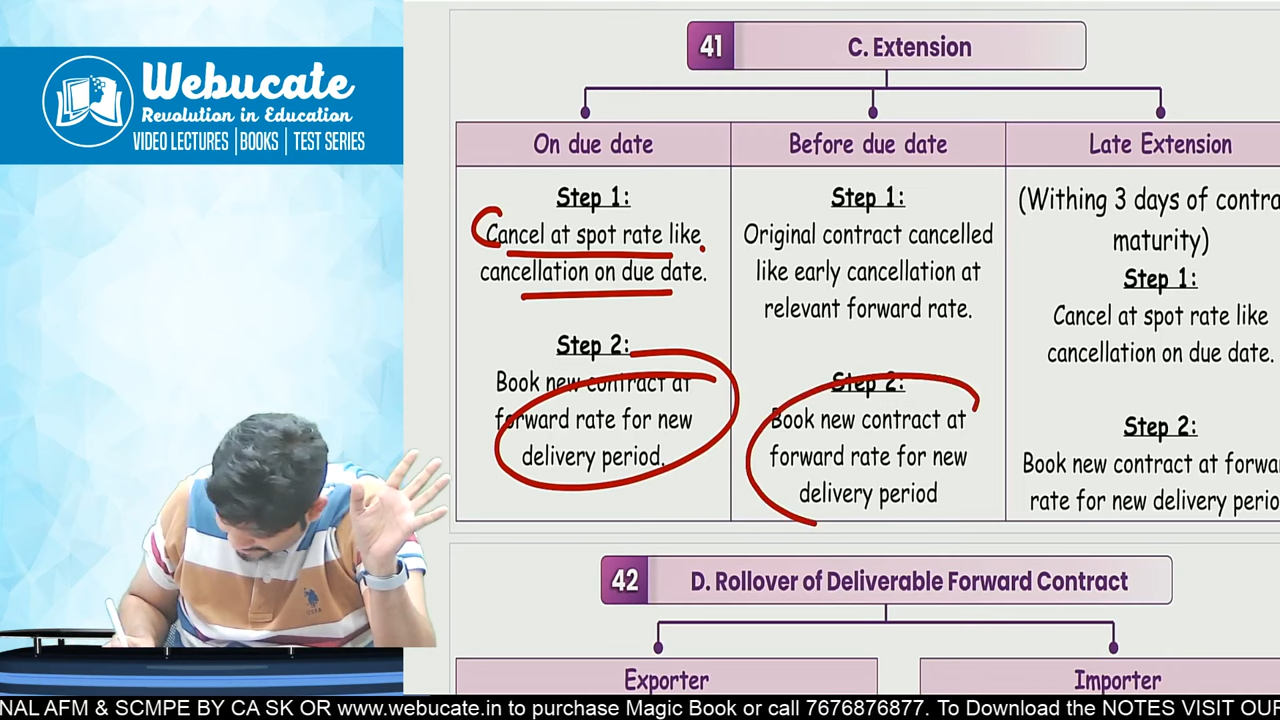 Webucate
Revolution in Education
VIDEO LECTURES | BOOKS | TEST SERIES
41 C. Extension
On due date
Step 1:
Cancel at spot rate like
cancellation on due date.
Step 2:
Book new contract at
forward rate for new
delivery period.
Before due date
Step 1:
Original contract cancelled
like early cancellation at
relevant forward rate.
Step 2:
Book new contract at
forward rate for new
delivery period
Late Extension
(Withing 3 days of contra
maturity)
Step 1:
Cancel at spot rate like
cancellation on due date.
Step 2:
Book new contract at forwar
rate for new delivery perio
42 D. Rollover of Deliverable Forward Contract
Exporter
Importer
NAL AFM & SCMPE BY CA SK OR www.webucate.in to purchase Magic Book or call 7676876877. To Download the NOTES VISIT OUR